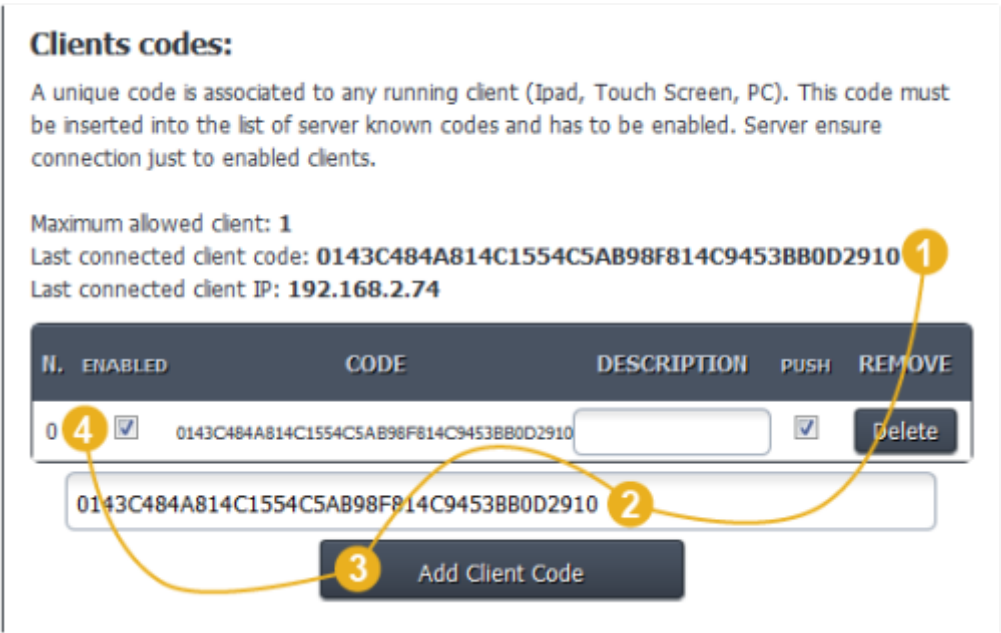 Clients codes:
A unique code is associated to any running client (Ipad, Touch Screen, PC). This code must
be inserted into the list of server known codes and has to be enabled. Server ensure
connection just to enabled clients.
Maximum allowed client: 1
Last connected client code: 0143C484A814C1554C5AB98F814C9453BB0D2910 1
Last connected client IP: 192.168.2.74
N. ENABLED CODE DESCRIPTION PUSH REMOVE
0 4 0143C484A814C1554C5AB98F814C9453BB0D2910 Delete
0143C484A814C1554C5AB98F814C9453BB0D2910 2
3 Add Client Code